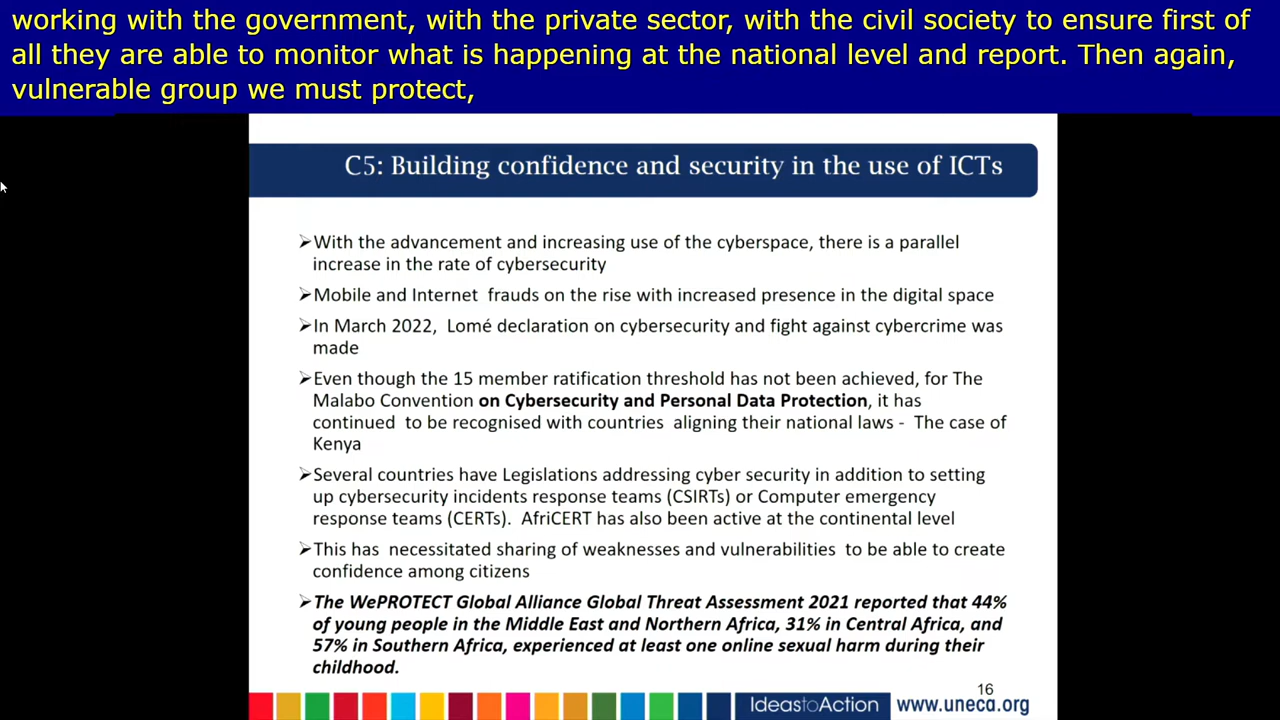 working with the government, with the private sector, with the civil society to ensure first of
all they are able to monitor what is happening at the national level and report. Then again,
vulnerable group we must protect,
C5: Building confidence and security in the use of ICTs
➢With the advancement and increasing use of the cyberspace, there is a parallel
increase in the rate of cybersecurity
➢Mobile and Internet frauds on the rise with increased presence in the digital space
➢In March 2022, Lomé declaration on cybersecurity and fight against cybercrime was
made
➢Even though the 15 member ratification threshold has not been achieved, for The
Malabo Convention on Cybersecurity and Personal Data Protection, it has
continued to be recognised with countries aligning their national laws - The case of
Kenya
➢Several countries have Legislations addressing cyber security in addition to setting
up cybersecurity incidents response teams (CSIRTs) or Computer emergency
response teams (CERTs). AfriCERT has also been active at the continental level
➢This has necessitated sharing of weaknesses and vulnerabilities to be able to create
confidence among citizens
➢The WePROTECT Global Alliance Global Threat Assessment 2021 reported that 44%
of young people in the Middle East and Northern Africa, 31% in Central Africa, and
57% in Southern Africa, experienced at least one online sexual harm during their
childhood.
16
IdeastoAction www.uneca.org